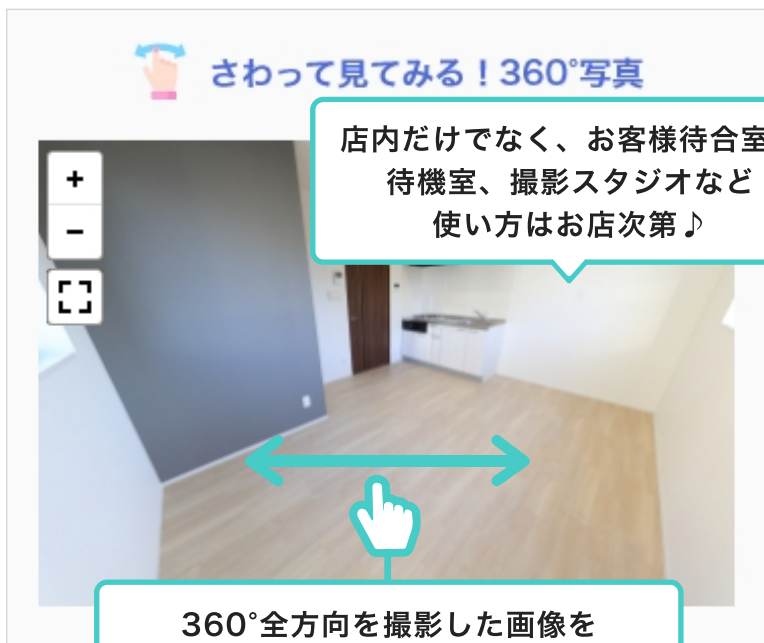 さわって見てみる！360°写真
店内だけでなく、お客様待合室
待機室、撮影スタジオなど
使い方はお店次第♪
+
−
360°全方向を撮影した画像を